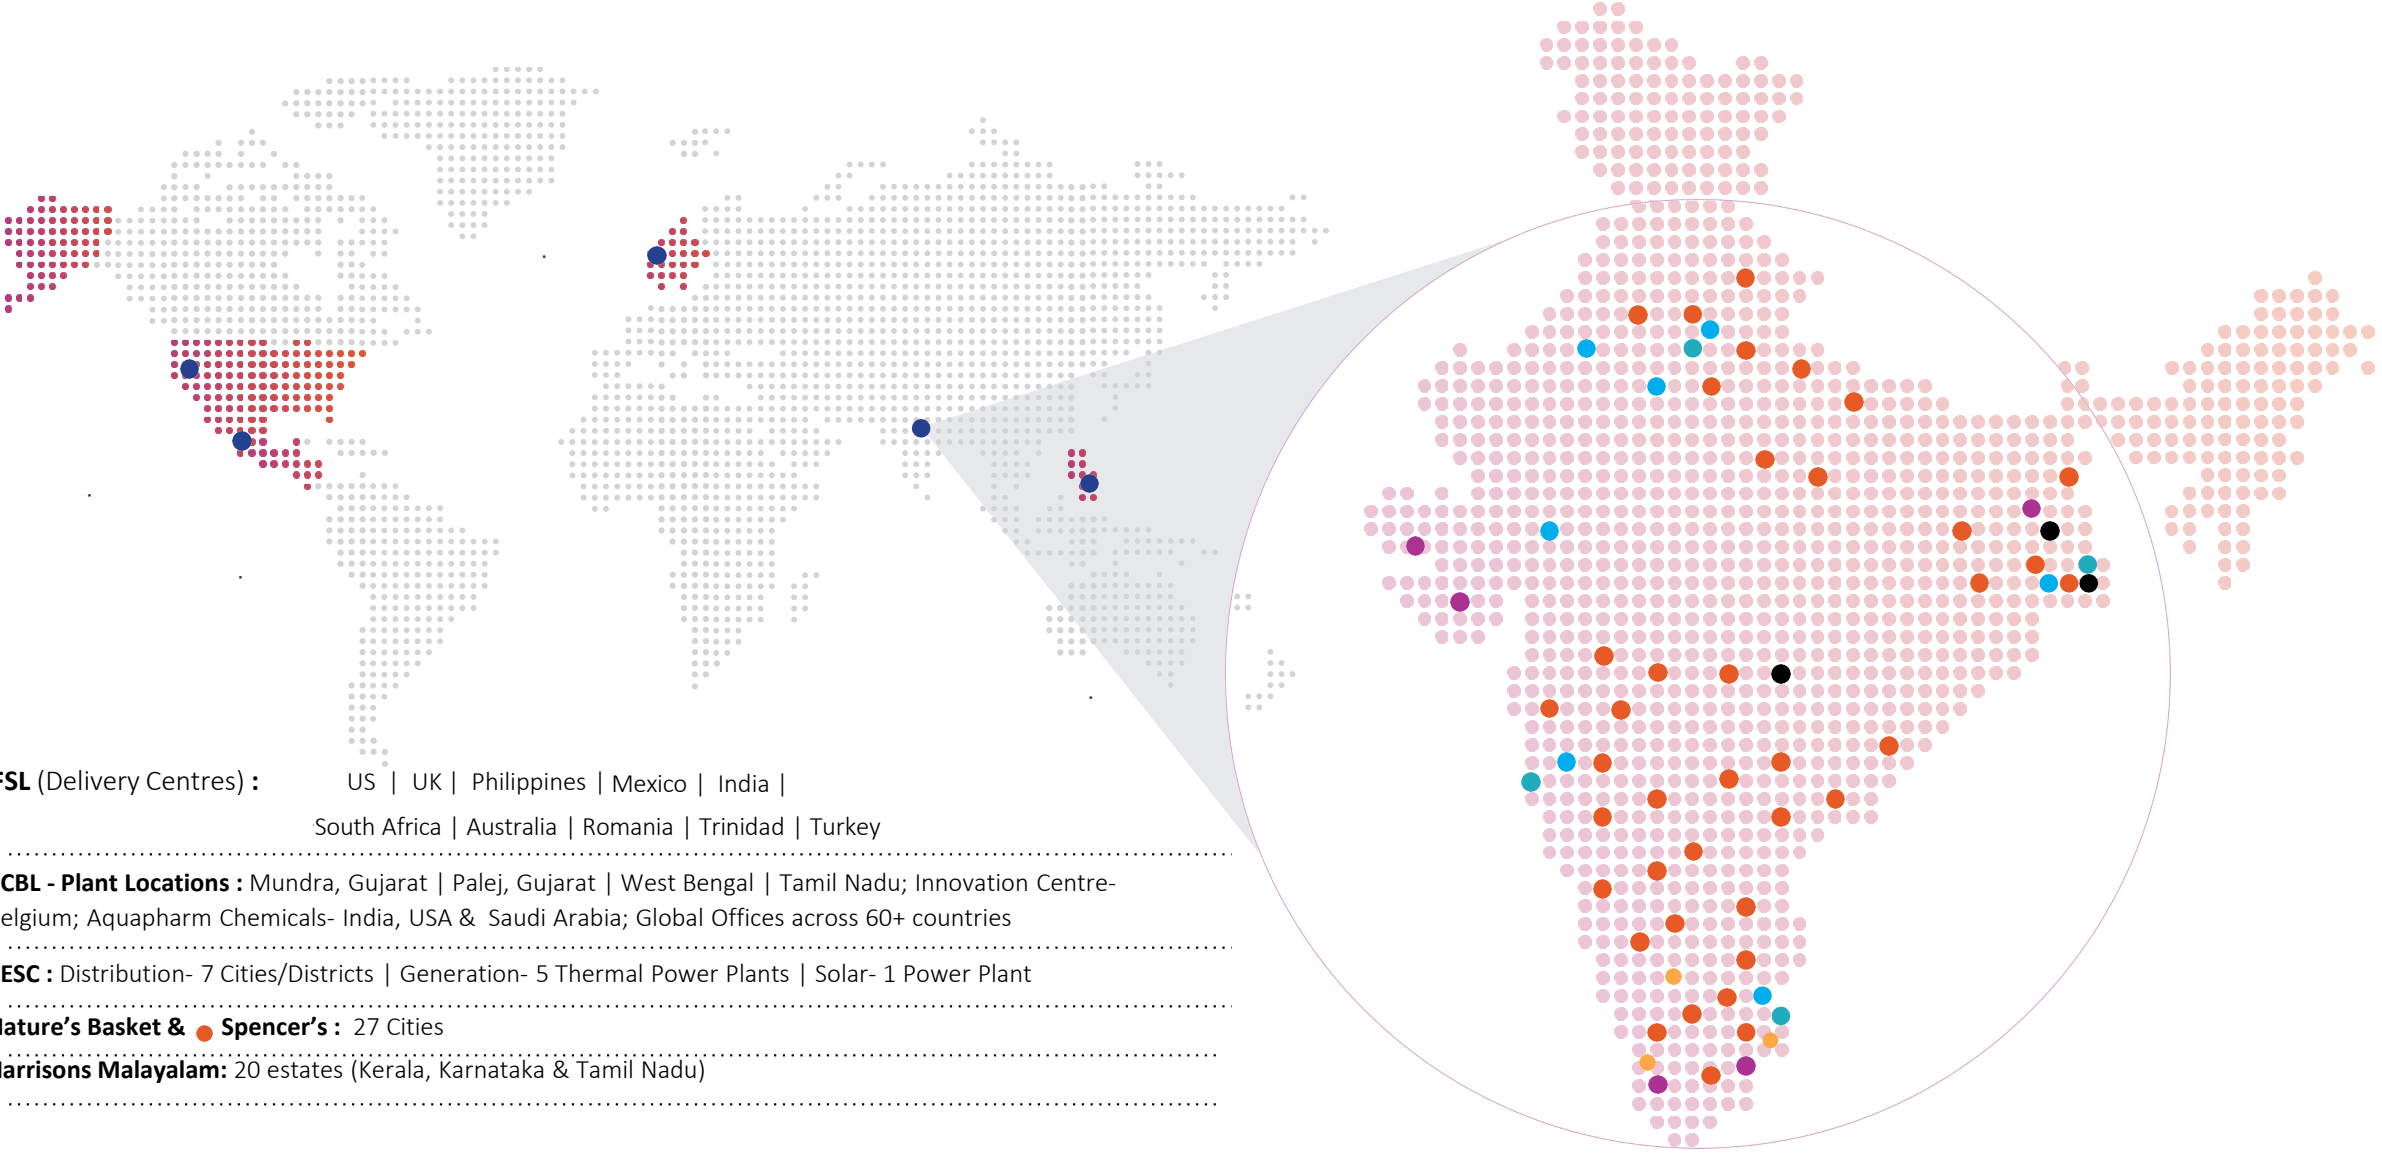 FSL (Delivery Centres) : US | UK | Philippines | Mexico | India |
South Africa | Australia | Romania | Trinidad | Turkey
CBL - Plant Locations : Mundra, Gujarat | Palej, Gujarat | West Bengal | Tamil Nadu; Innovation Centre-
elgium; Aquapharm Chemicals- India, USA & Saudi Arabia; Global Offices across 60+ countries
ESC : Distribution- 7 Cities/Districts | Generation- 5 Thermal Power Plants | Solar- 1 Power Plant
ature's Basket & Spencer's : 27 Cities
arrisons Malayalam: 20 estates (Kerala, Karnataka & Tamil Nadu)